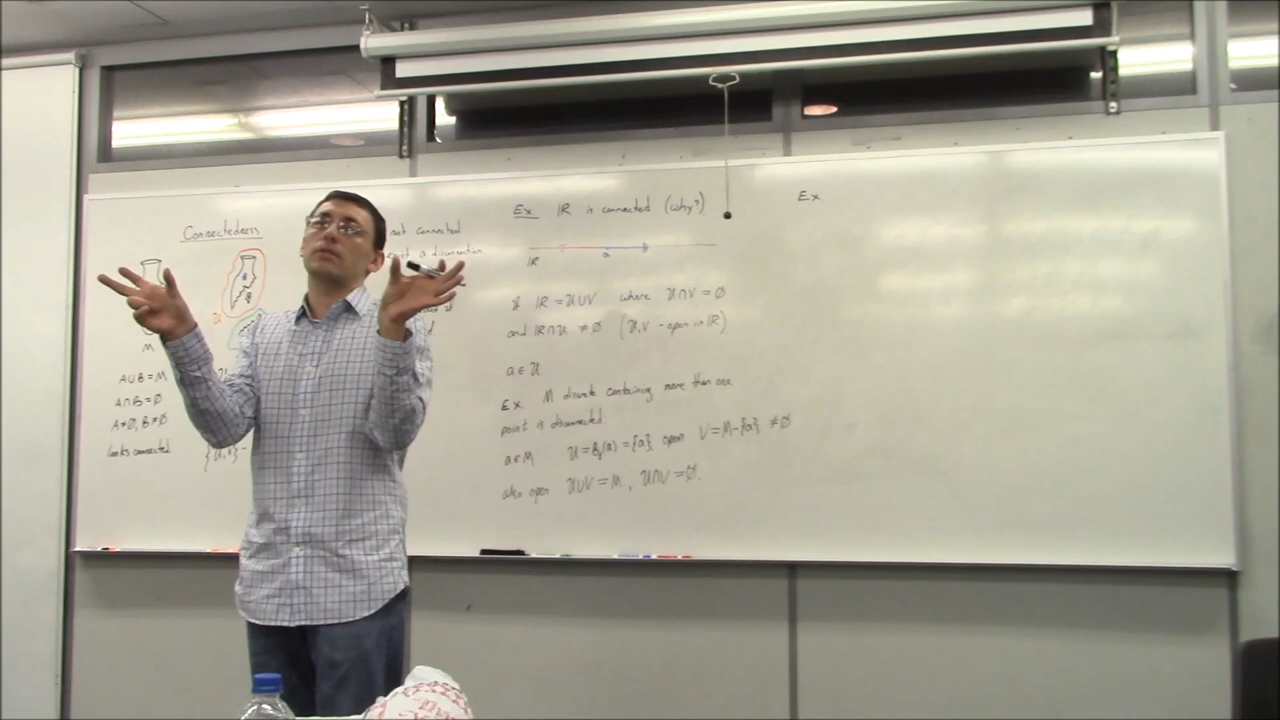 Connectedness
M
A∪B = M
A∩B = ∅
A≠∅, B≠∅
looks connected
A
B
U
{U,V} -
not connected
a disconnection
Ex. ℝ is connected (why?)
ℝ
a
if ℝ = U∪V where U∩V = ∅
and ℝ∩U ≠ ∅ (U,V - open in ℝ)
a ∈ U
Ex. M discrete containing more than one
point is disconnected.
a∈M U = B (a) = {a} open V = M-{a} ≠ ∅
also open U∪V = M, U∩V = ∅.
Ex